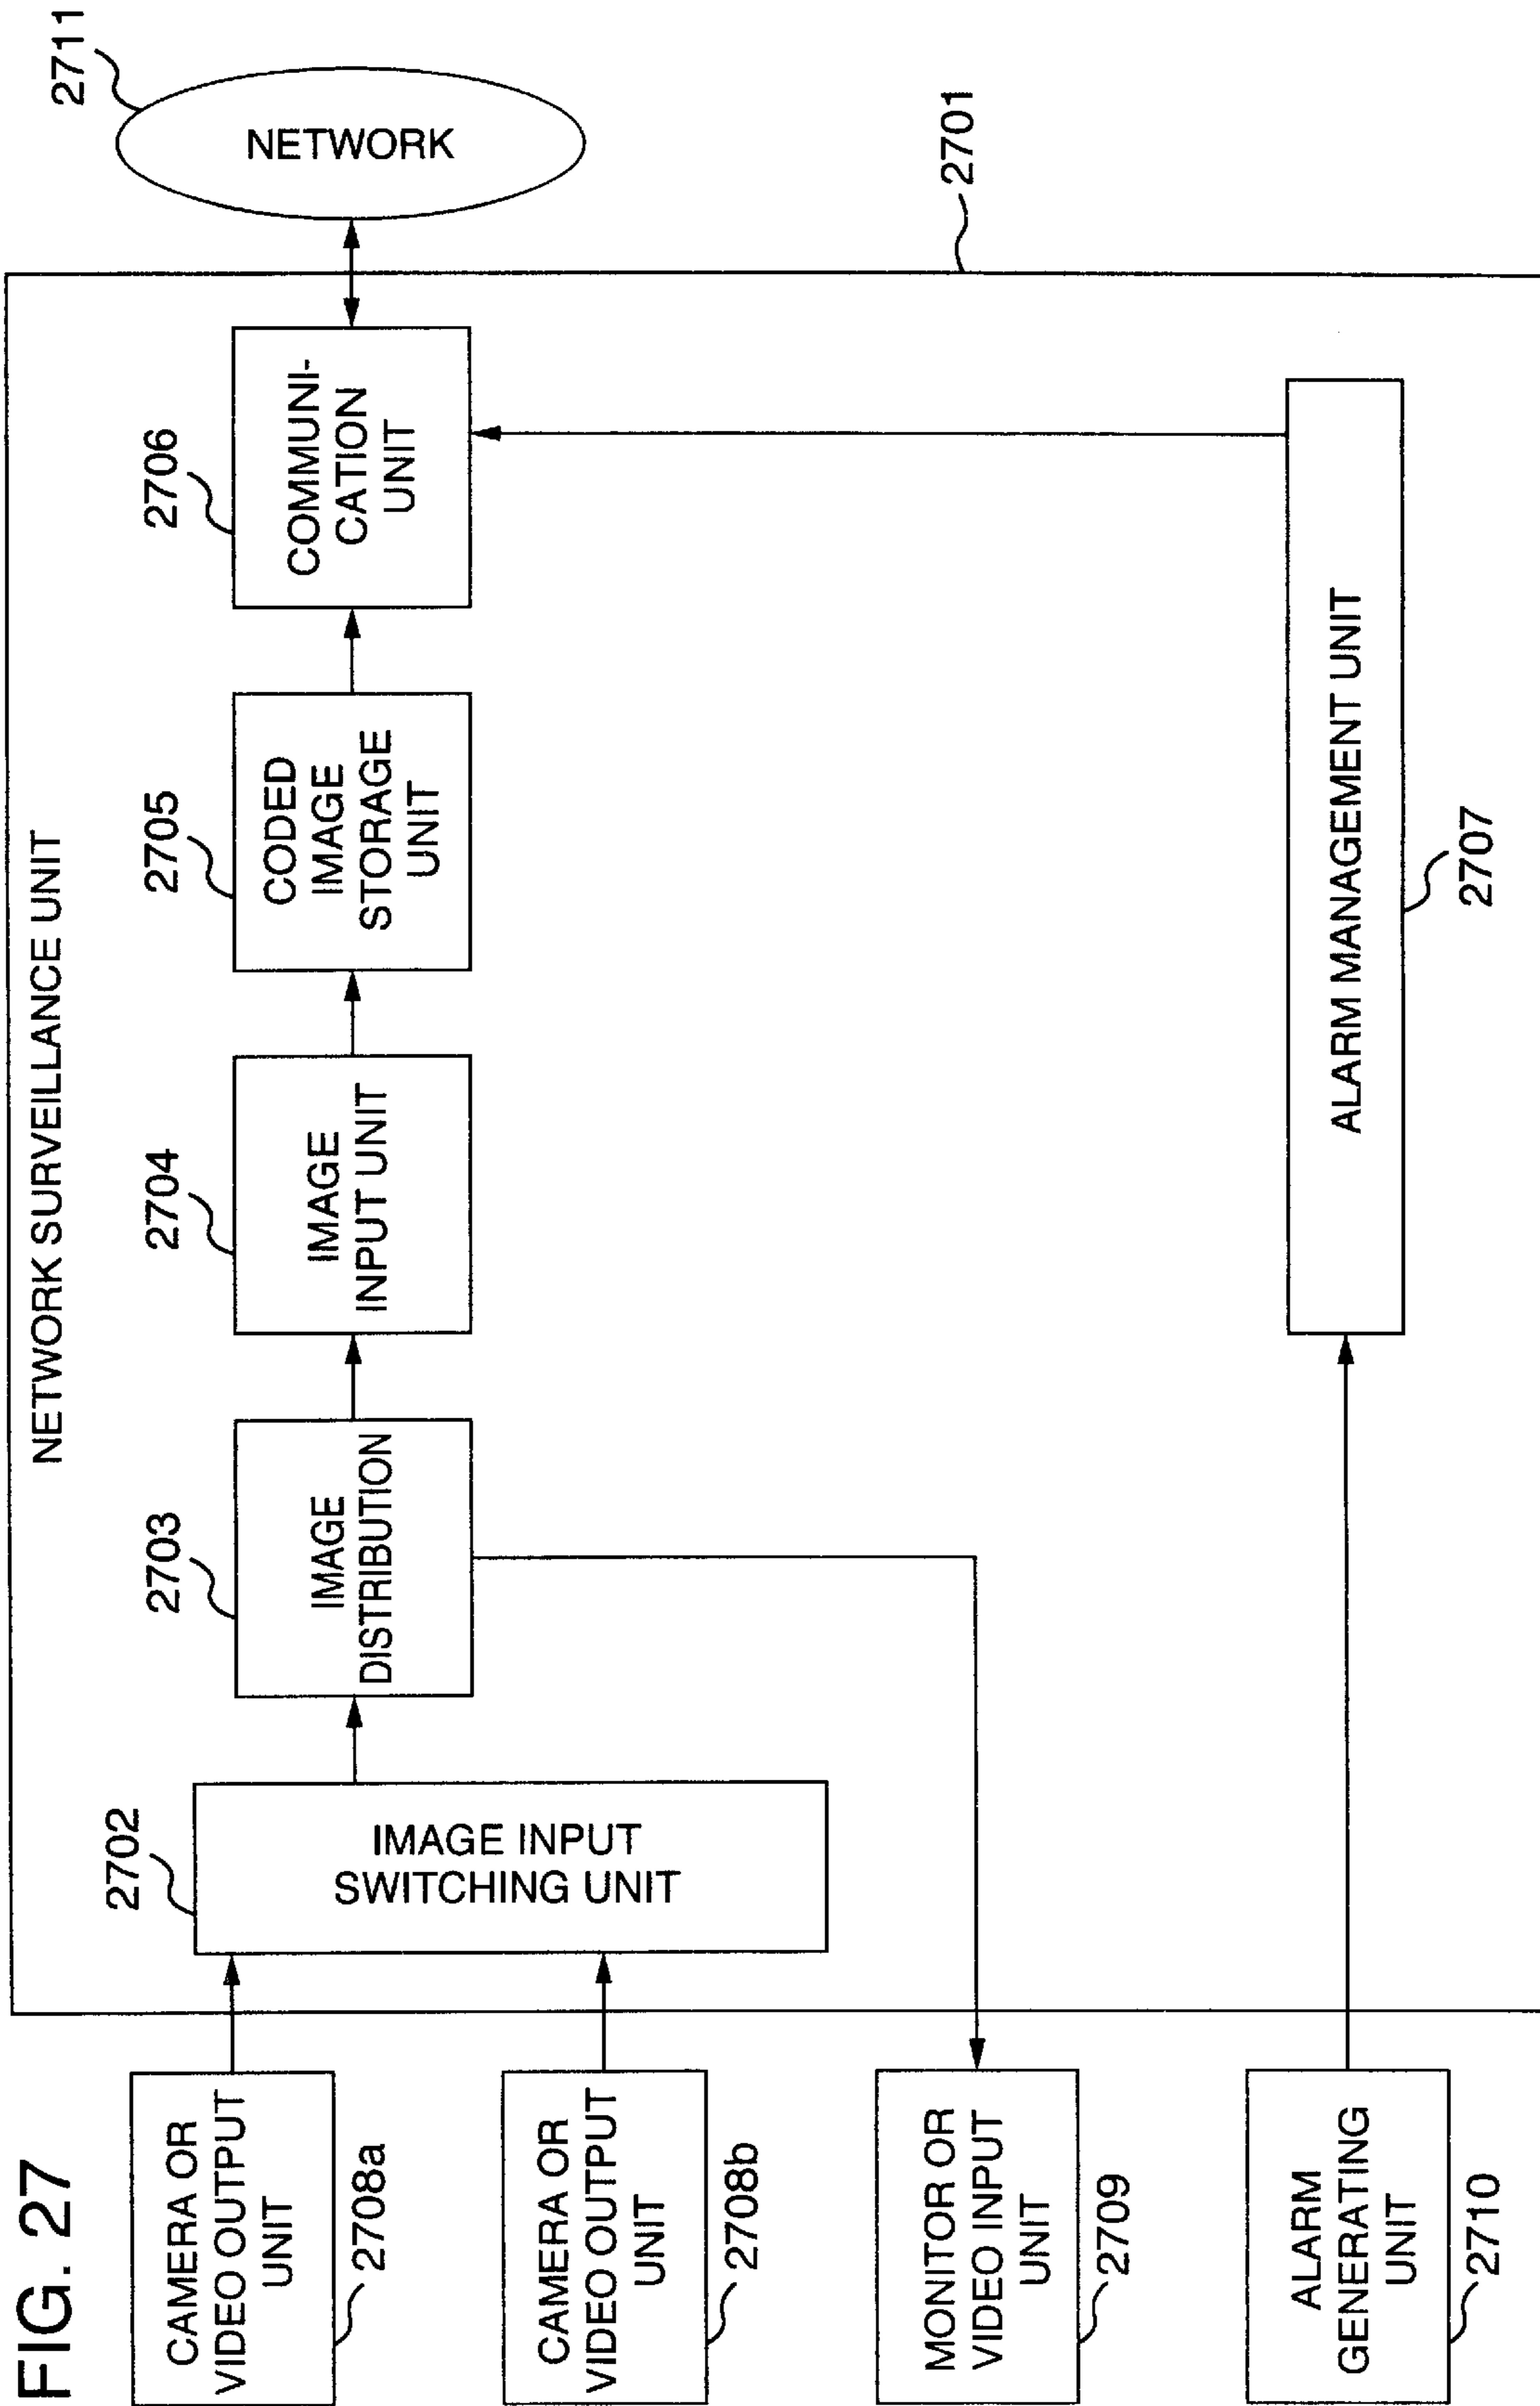 FIG. 27
NETWORK SURVEILLANCE UNIT
CAMERA OR
VIDEO OUTPUT
UNIT
2708a
CAMERA OR
VIDEO OUTPUT
UNIT
2708b
MONITOR OR
VIDEO INPUT
UNIT
2709
ALARM
GENERATING
UNIT
2710
2702
IMAGE INPUT
SWITCHING UNIT
2703
IMAGE
DISTRIBUTION
2704
IMAGE
INPUT UNIT
2705
CODED
IMAGE
STORAGE
UNIT
2706
COMMUNI-
CATION
UNIT
ALARM MANAGEMENT UNIT
2707
2711
NETWORK
2701